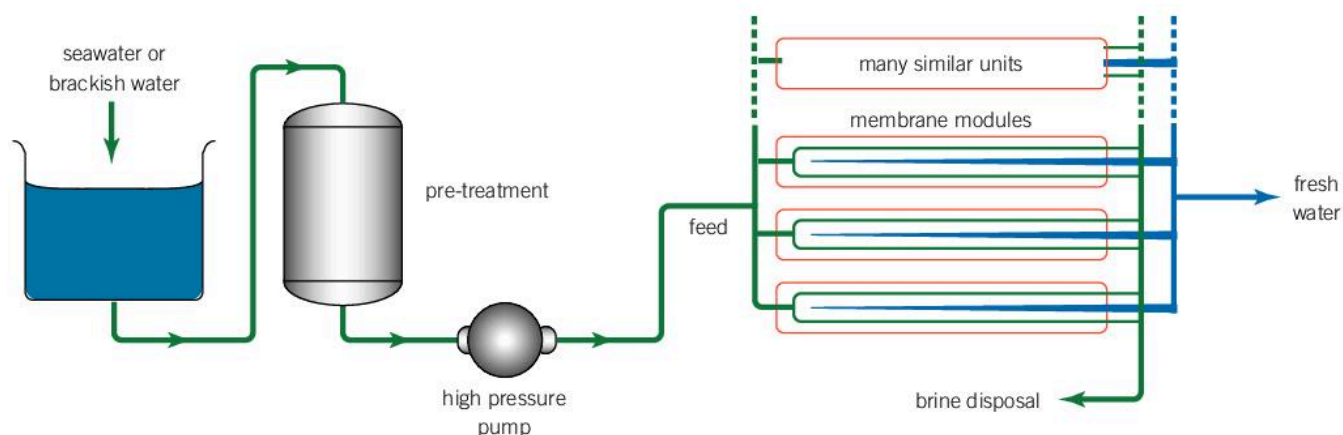 seawater or
brackish water
pre-treatment
high pressure
pump
feed
many similar units
membrane modules
fresh
water
brine disposal